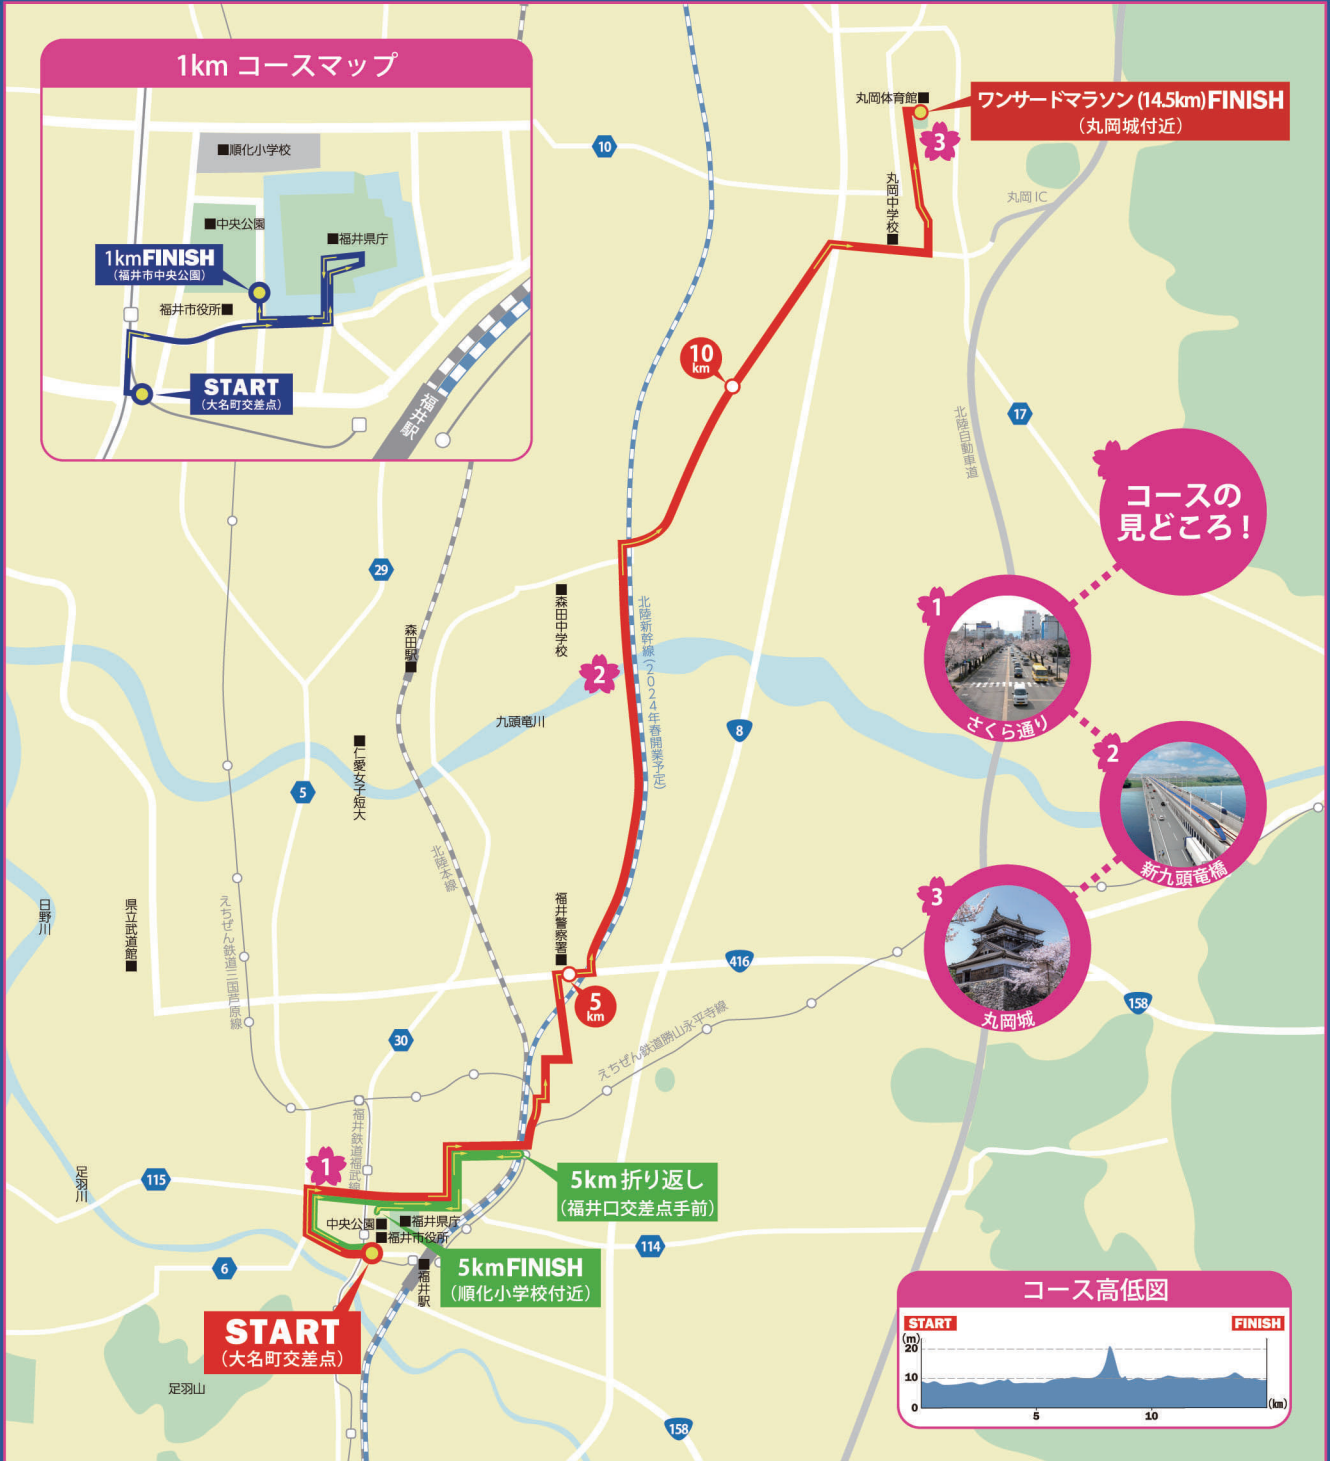 1km コースマップ
■順化小学校
■中央公園
■福井県庁
1kmFINISH
(福井市中央公園)
福井市役所■
START
(大名町交差点)
福井駅
丸岡体育館■
ワンサードマラソン(14.5km)FINISH
(丸岡城付近)
3
10
丸岡中学校■
丸岡IC
10
km
17
北陸自動車道
コースの
見どころ!
29
■森田中学校
北陸新幹線(2024年春開業予定)
1
さくら通り
森田駅■
2
九頭竜川
8
2
新九頭竜橋
■仁愛女子短大
5
北陸本線
3
丸岡城
日野川
県立武道館■
えちぜん鉄道三国芦原線
福井警察署■
416
5
km
158
30
えちぜん鉄道勝山永平寺線
福井鉄道福武線
1
足羽川
115
5km 折り返し
(福井口交差点手前)
中央公園■
■福井県庁
■福井市役所
114
6
■福井駅
5kmFINISH
(順化小学校付近)
START
(大名町交差点)
足羽山
158
コース高低図
START
FINISH
(m)
20
10
0
5
10
(km)